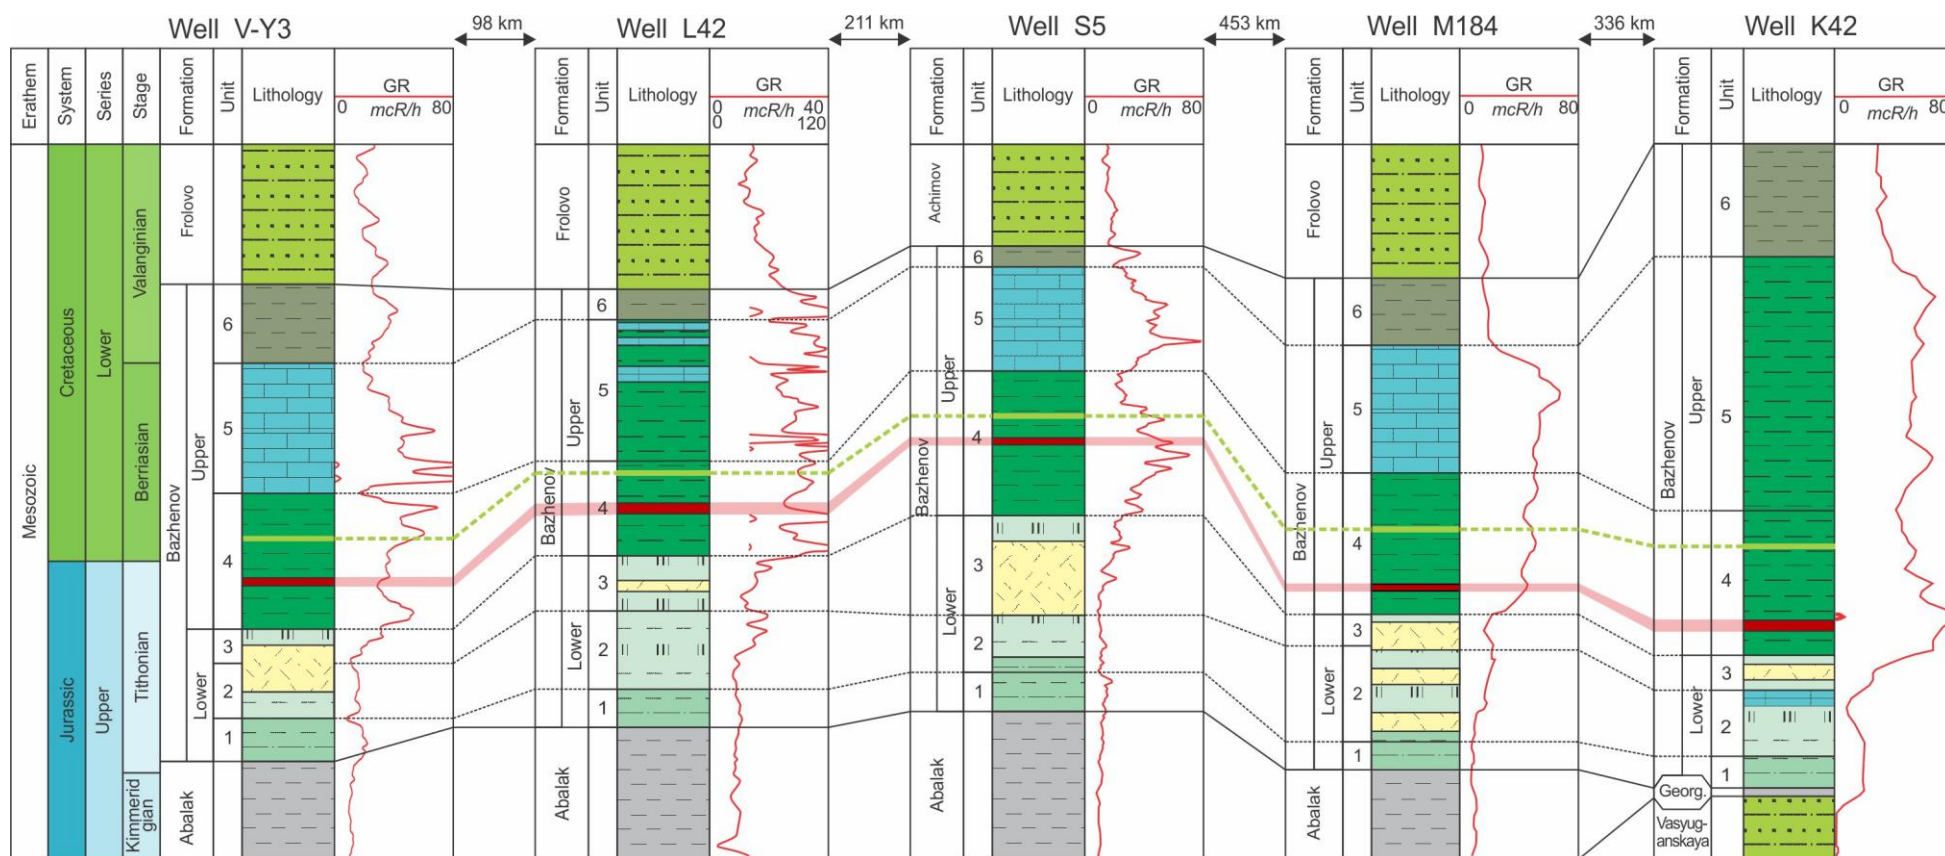 Well V-Y3
98 km
Well L42
211 km
Well S5
453 km
Well M184
336 km
Well K42
Erathem
System
Series
Stage
Formation
Unit
Lithology
GR
0 mcR/h 80
Formation
Unit
Lithology
GR
0 mcR/h 40
0 120
Formation
Unit
Lithology
GR
0 mcR/h 80
Formation
Unit
Lithology
GR
0 mcR/h 80
Formation
Unit
Lithology
GR
0 mcR/h 80
Mesozoic
Cretaceous
Jurassic
Lower
Upper
Valanginian
Berriasian
Tithonian
Kimmerid
gian
Frolovo
Bazhenov
Upper
Lower
Abalak
6
5
4
3
2
1
Frolovo
Bazhenov
Upper
Lower
Abalak
6
5
4
3
2
1
Achimov
Bazhenov
Upper
Lower
Abalak
6
5
4
3
2
1
Frolovo
Bazhenov
Upper
Lower
Abalak
6
5
4
3
2
1
Bazhenov
Upper
Lower
Georg.
Vasyug-
anskaya
6
5
4
3
2
1